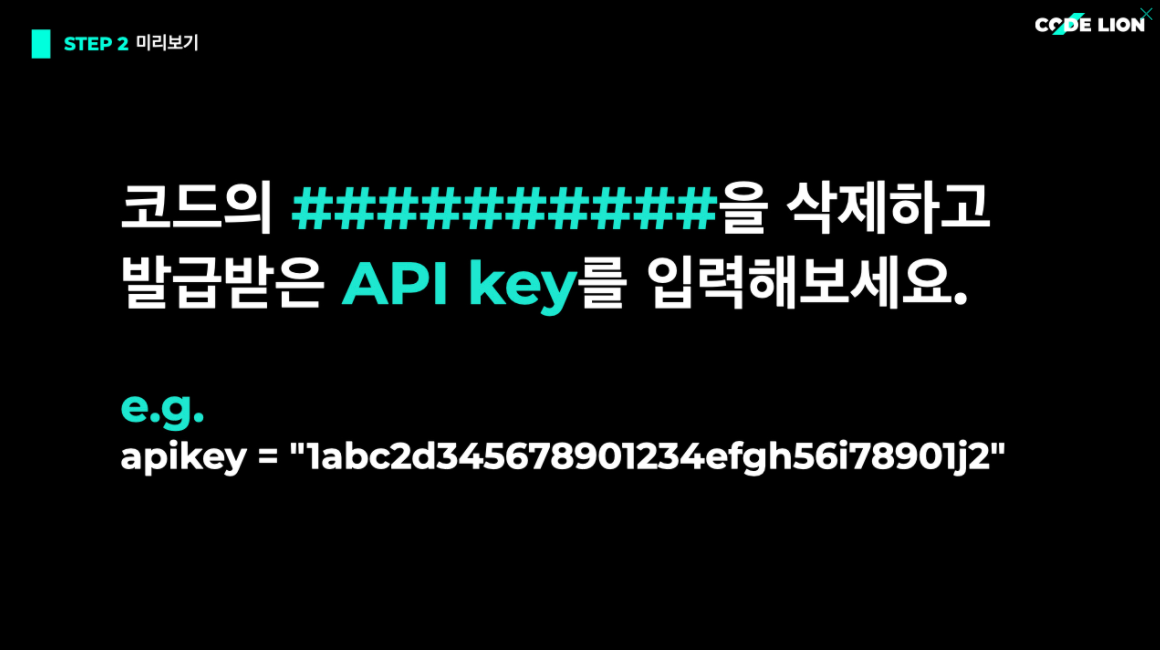 STEP 2 미리보기
CODE LION
코드의 ##########을 삭제하고
발급받은 API key를 입력해보세요.
e.g.
apikey = "1abc2d345678901234efgh56i78901j2"